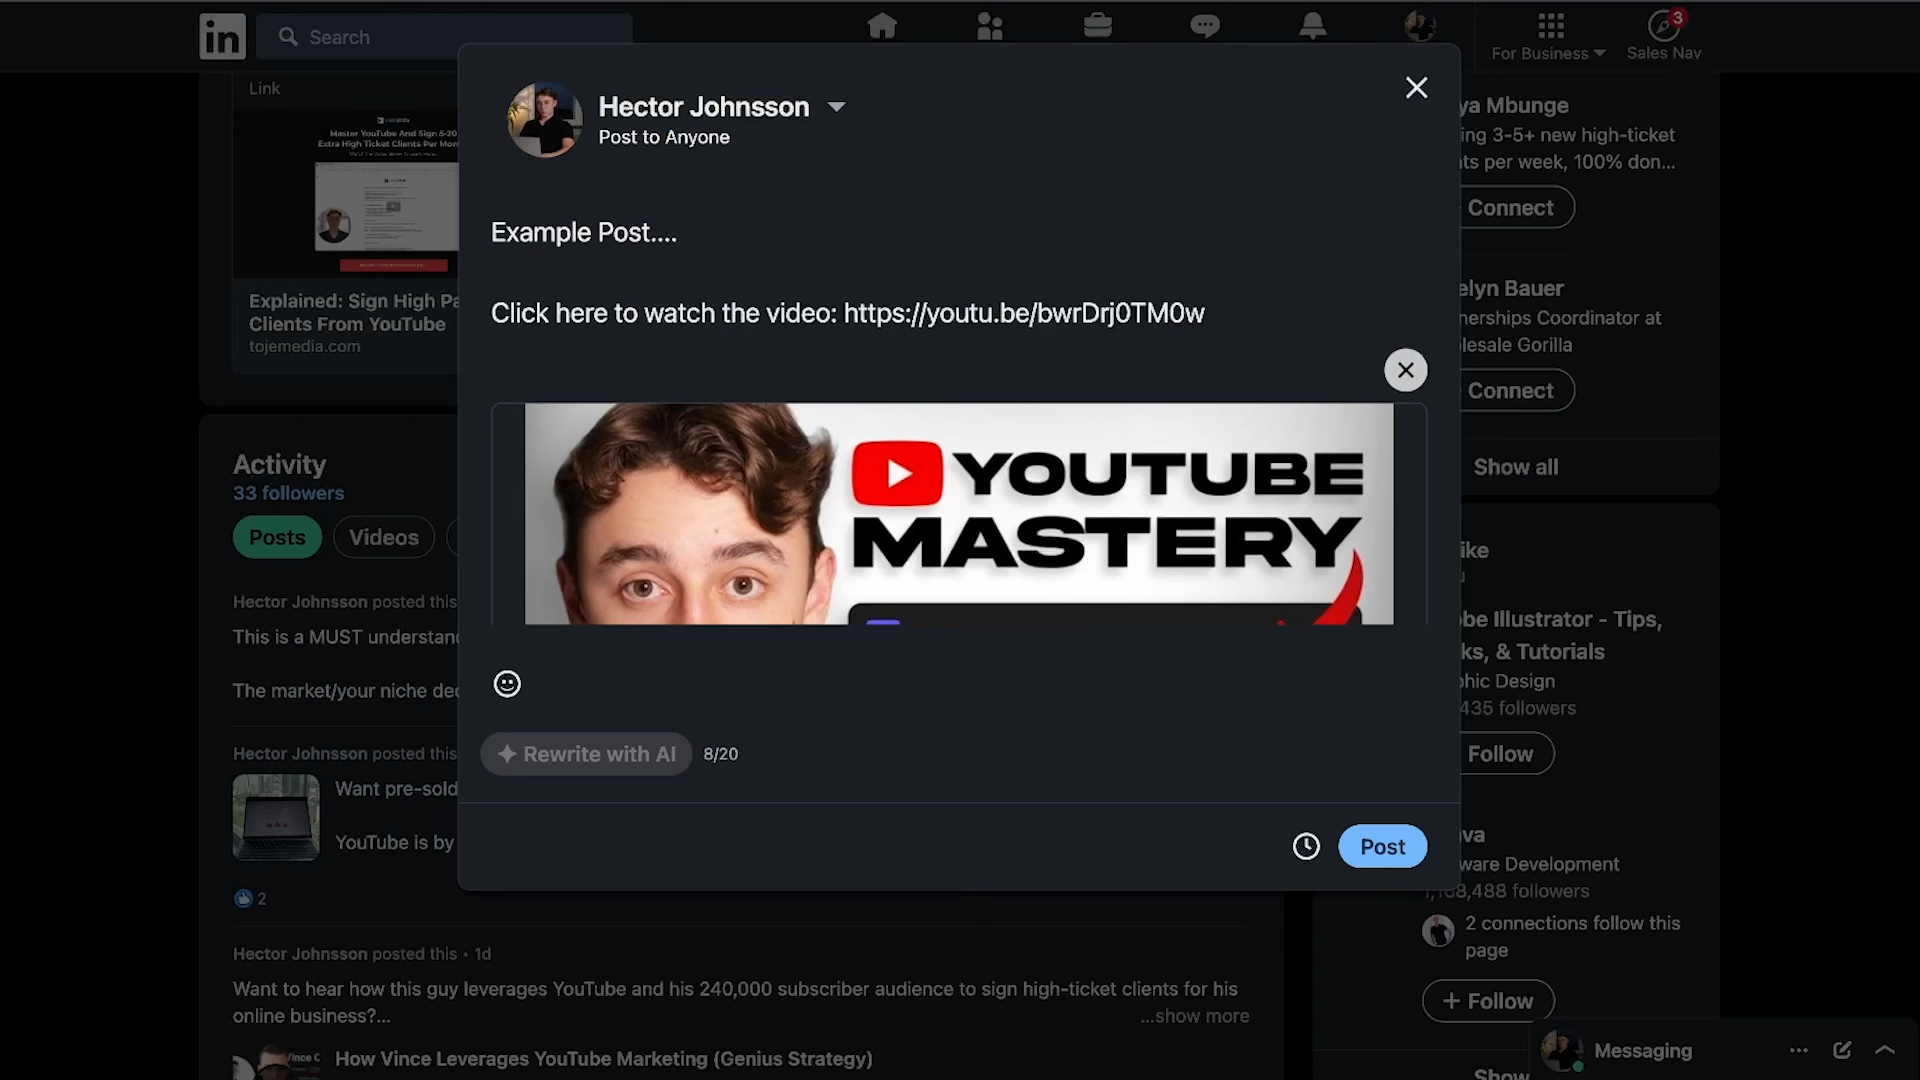 in
Search
For Business
3
Sales Nav
Link
Master YouTube And Sign 5-20
Extra High Ticket Clients Per Mon
Explained: Sign High Pa
Clients From YouTube
tojemedia.com
Activity
33 followers
Posts
Videos
Hector Johnsson posted this
This is a MUST understand
The market/your niche dec
Hector Johnsson posted this
Want pre-sold
YouTube is by
2
Hector Johnsson posted this • 1d
Want to hear how this guy leverages YouTube and his 240,000 subscriber audience to sign high-ticket clients for his
online business?...
...show more
How Vince Leverages YouTube Marketing (Genius Strategy)
Hector Johnsson
Post to Anyone
Example Post....
Click here to watch the video: https://youtu.be/bwrDrj0TM0w
YOUTUBE
MASTERY
Rewrite with AI
8/20
Post
ya Mbunge
ing 3-5+ new high-ticket
ts per week, 100% don...
Connect
elyn Bauer
nerships Coordinator at
lesale Gorilla
Connect
Show all
ike
be Illustrator - Tips,
ks, & Tutorials
phic Design
435 followers
Follow
va
ware Development
1,168,488 followers
2 connections follow this
page
+ Follow
Show
Messaging